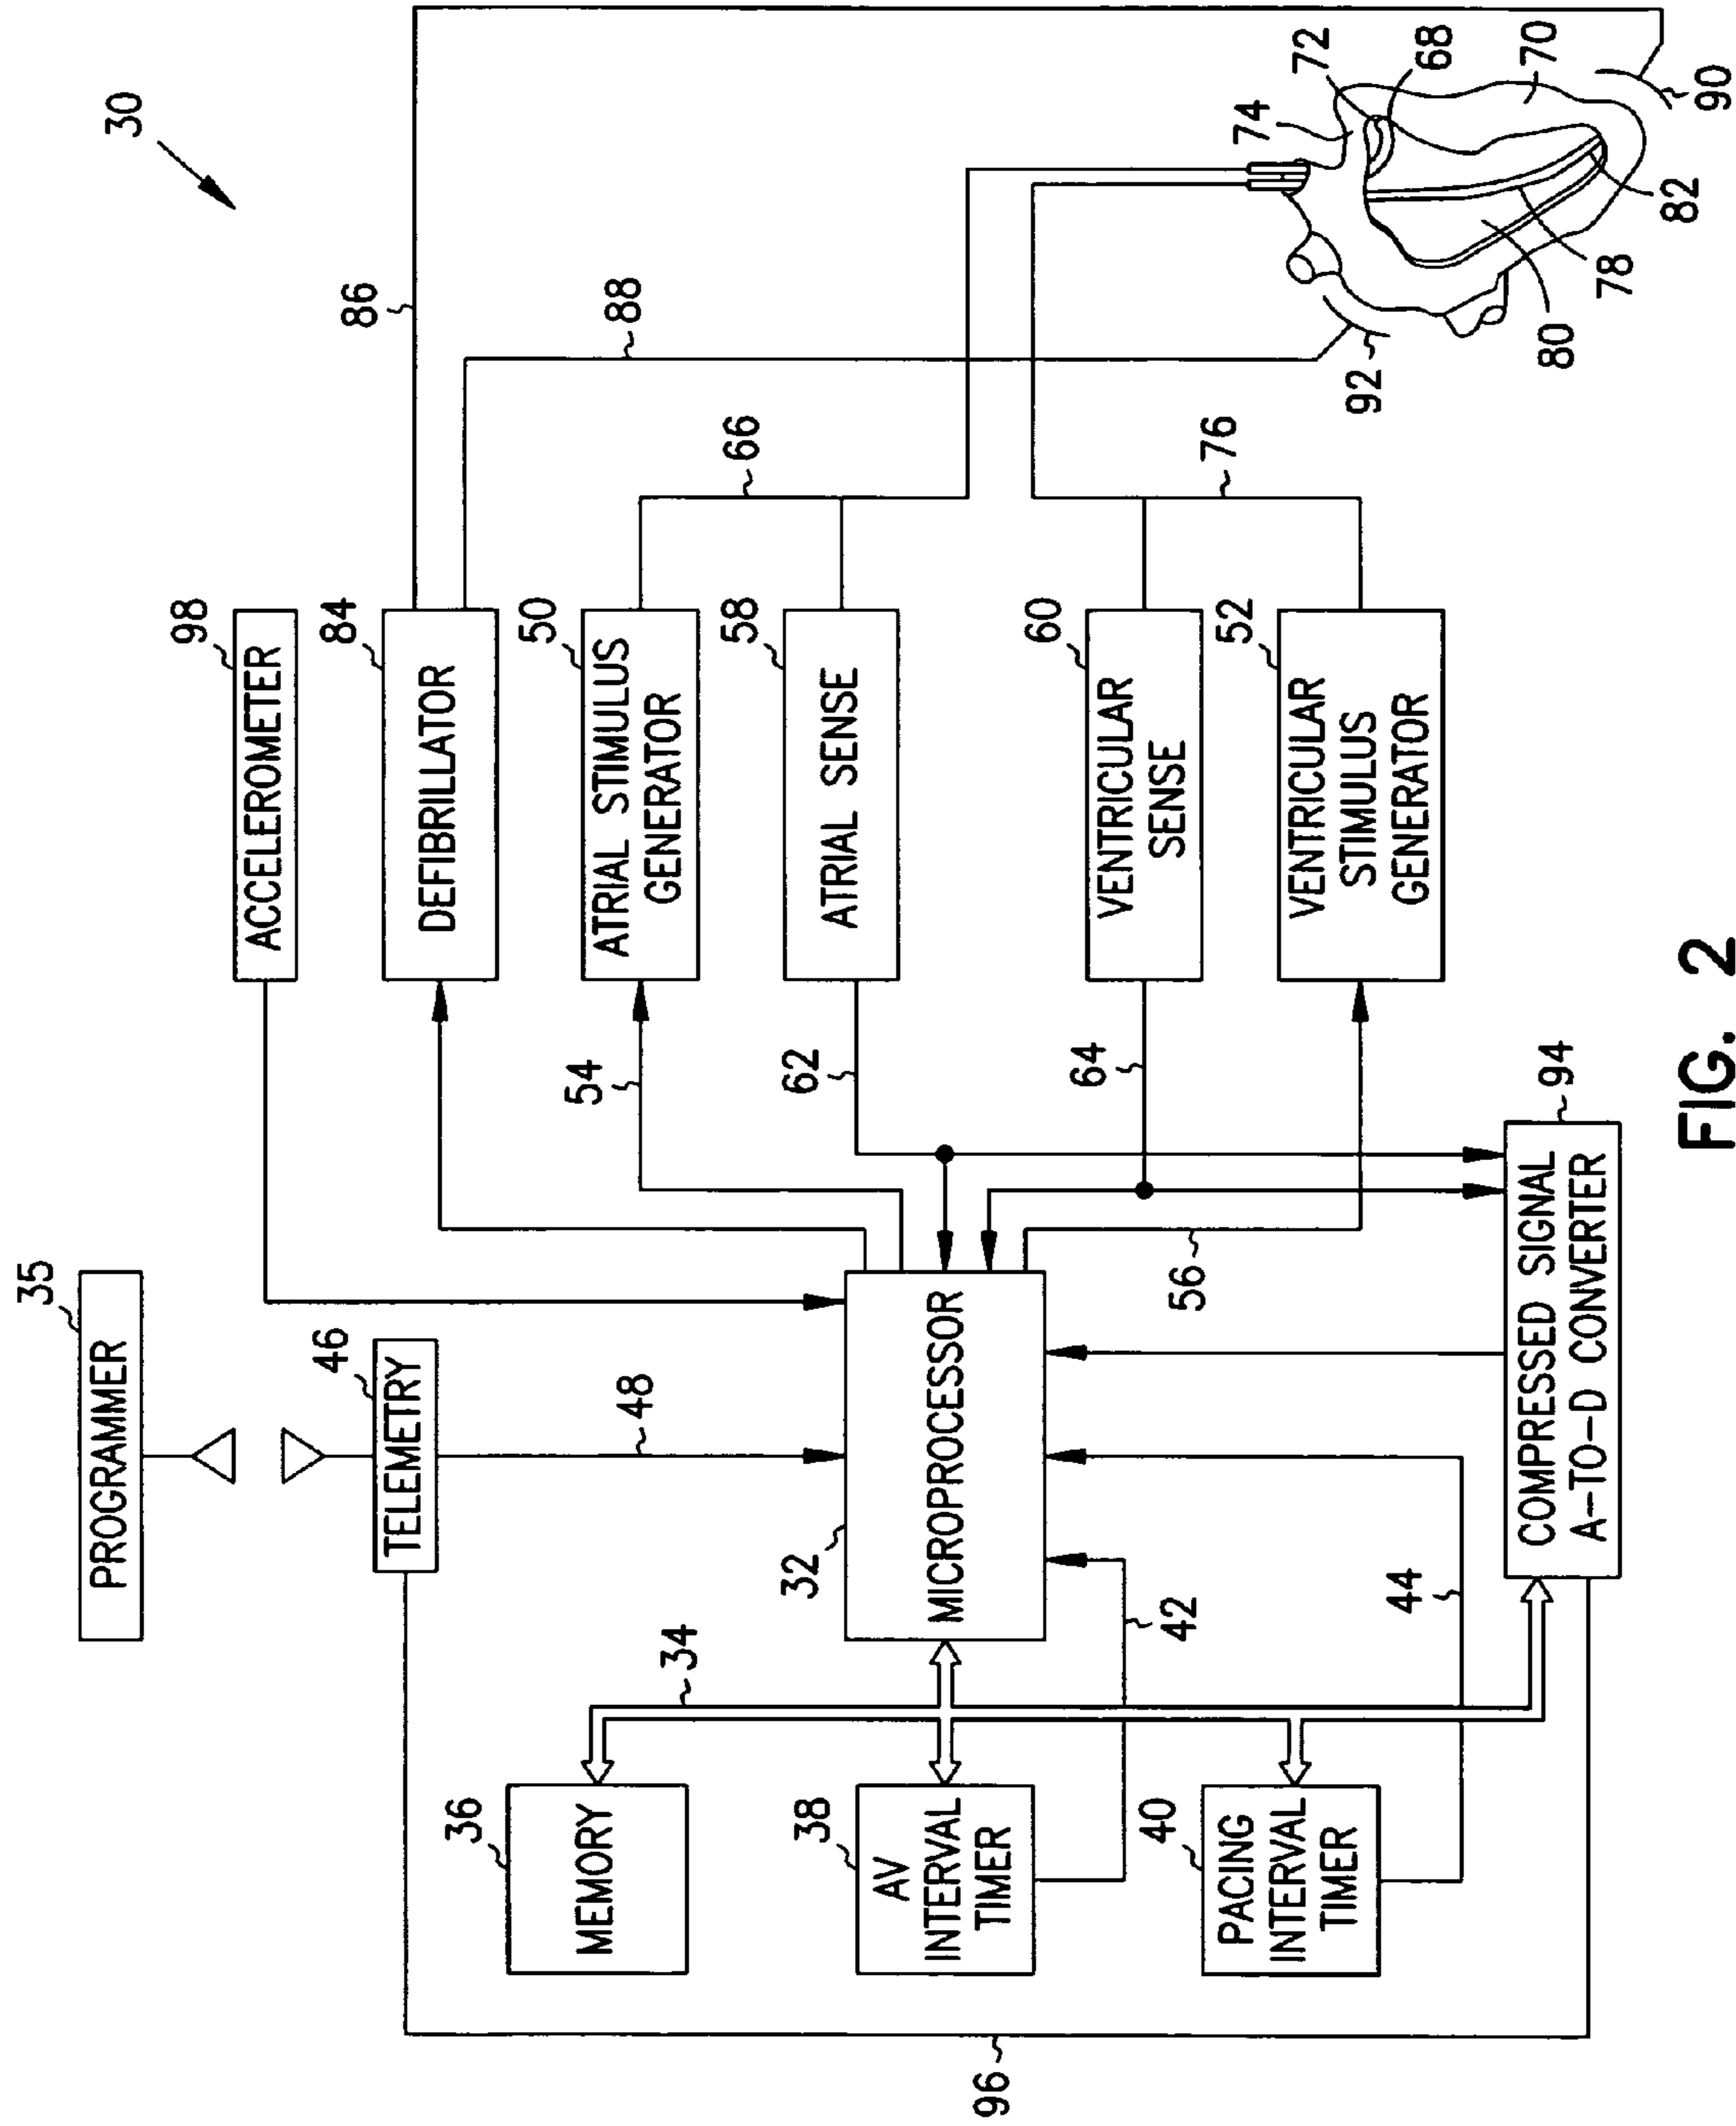 30
PROGRAMMER
35
TELEMETRY
46
48
ACCELEROMETER
98
DEFIBRILLATOR
84
86
88
ATRIAL STIMULUS
GENERATOR
50
54
66
ATRIAL SENSE
58
62
VENTRICULAR
SENSE
60
64
VENTRICULAR
STIMULUS
GENERATOR
52
56
76
MICROPROCESSOR
32
34
MEMORY
36
AV
INTERVAL
TIMER
38
42
PACING
INTERVAL
TIMER
40
44
COMPRESSED SIGNAL
A-TO-D CONVERTER
94
96
74
72
68
70
90
92
80
78
82
FIG. 2